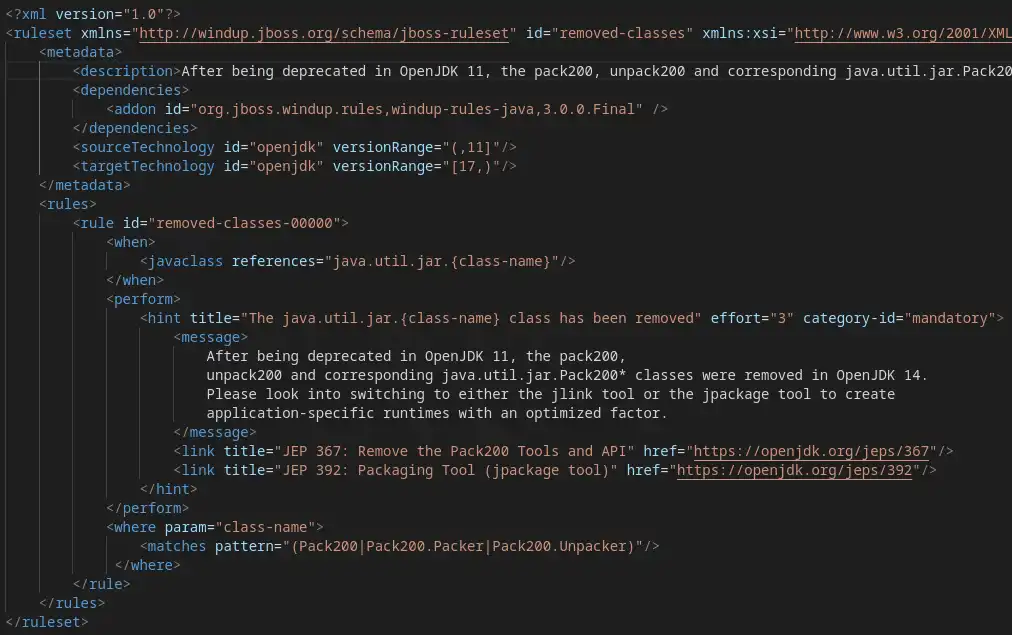 <?xml version="1.0"?>
<ruleset xmlns="http://windup.jboss.org/schema/jboss-ruleset" id="removed-classes" xmlns:xsi="http://www.w3.org/2001/XML
<metadata>
<description>After being deprecated in OpenJDK 11, the pack200, unpack200 and corresponding java.util.jar.Pack20
<dependencies>
<addon id="org.jboss.windup.rules,windup-rules-java,3.0.0.Final" />
</dependencies>
<sourceTechnology id="openjdk" versionRange="(,11]"/>
<targetTechnology id="openjdk" versionRange="[17,)"/>
</metadata>
<rules>
<rule id="removed-classes-00000">
<when>
<javaclass references="java.util.jar.{class-name}"/>
</when>
<perform>
<hint title="The java.util.jar.{class-name} class has been removed" effort="3" category-id="mandatory">
<message>
After being deprecated in OpenJDK 11, the pack200,
unpack200 and corresponding java.util.jar.Pack200* classes were removed in OpenJDK 14.
Please look into switching to either the jlink tool or the jpackage tool to create
application-specific runtimes with an optimized factor.
</message>
<link title="JEP 367: Remove the Pack200 Tools and API" href="https://openjdk.org/jeps/367"/>
<link title="JEP 392: Packaging Tool (jpackage tool)" href="https://openjdk.org/jeps/392"/>
</hint>
</perform>
<where param="class-name">
<matches pattern="(Pack200|Pack200.Packer|Pack200.Unpacker)"/>
</where>
</rule>
</rules>
</ruleset>